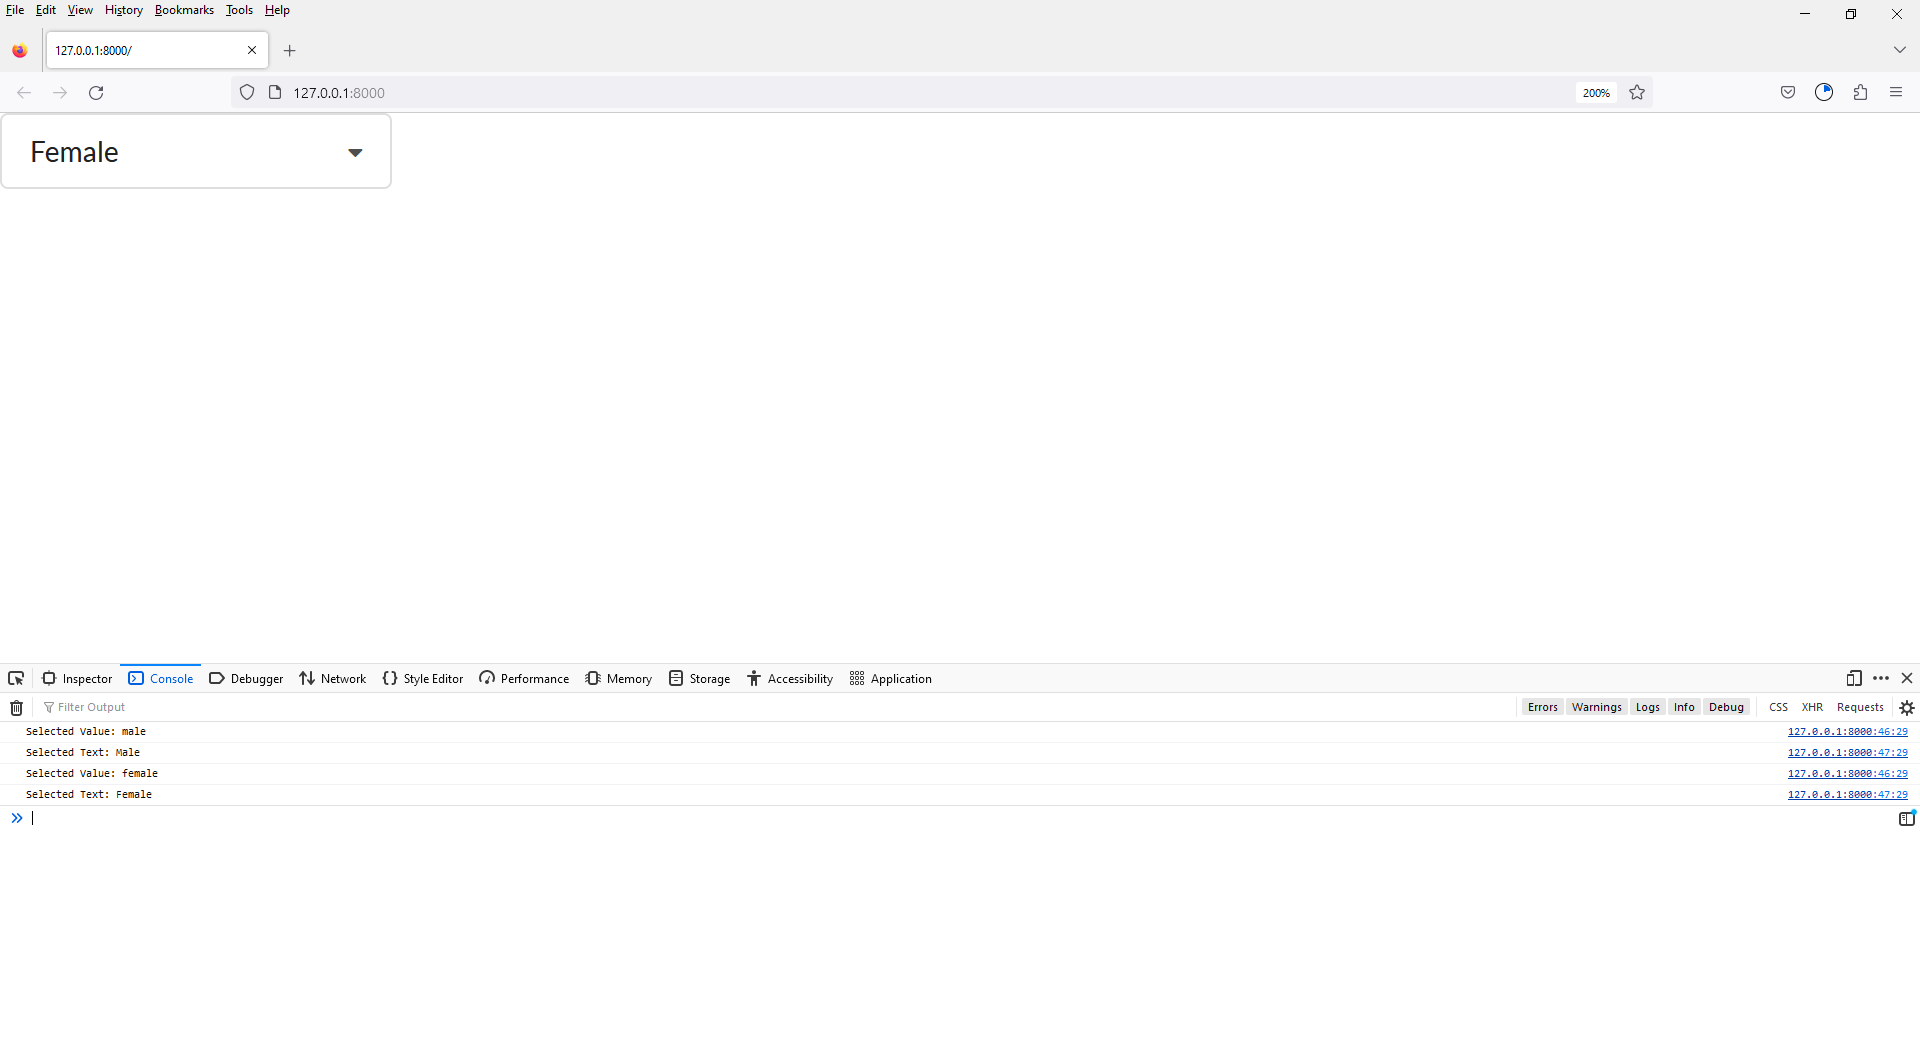 File Edit View History Bookmarks Tools Help
127.0.0.1:8000/
127.0.0.1:8000 200%
Female
Inspector Console Debugger Network Style Editor Performance Memory Storage Accessibility Application
Filter Output Errors Warnings Logs Info Debug CSS XHR Requests
Selected Value: male 127.0.0.1:8000:46:29
Selected Text: Male 127.0.0.1:8000:47:29
Selected Value: female 127.0.0.1:8000:46:29
Selected Text: Female 127.0.0.1:8000:47:29